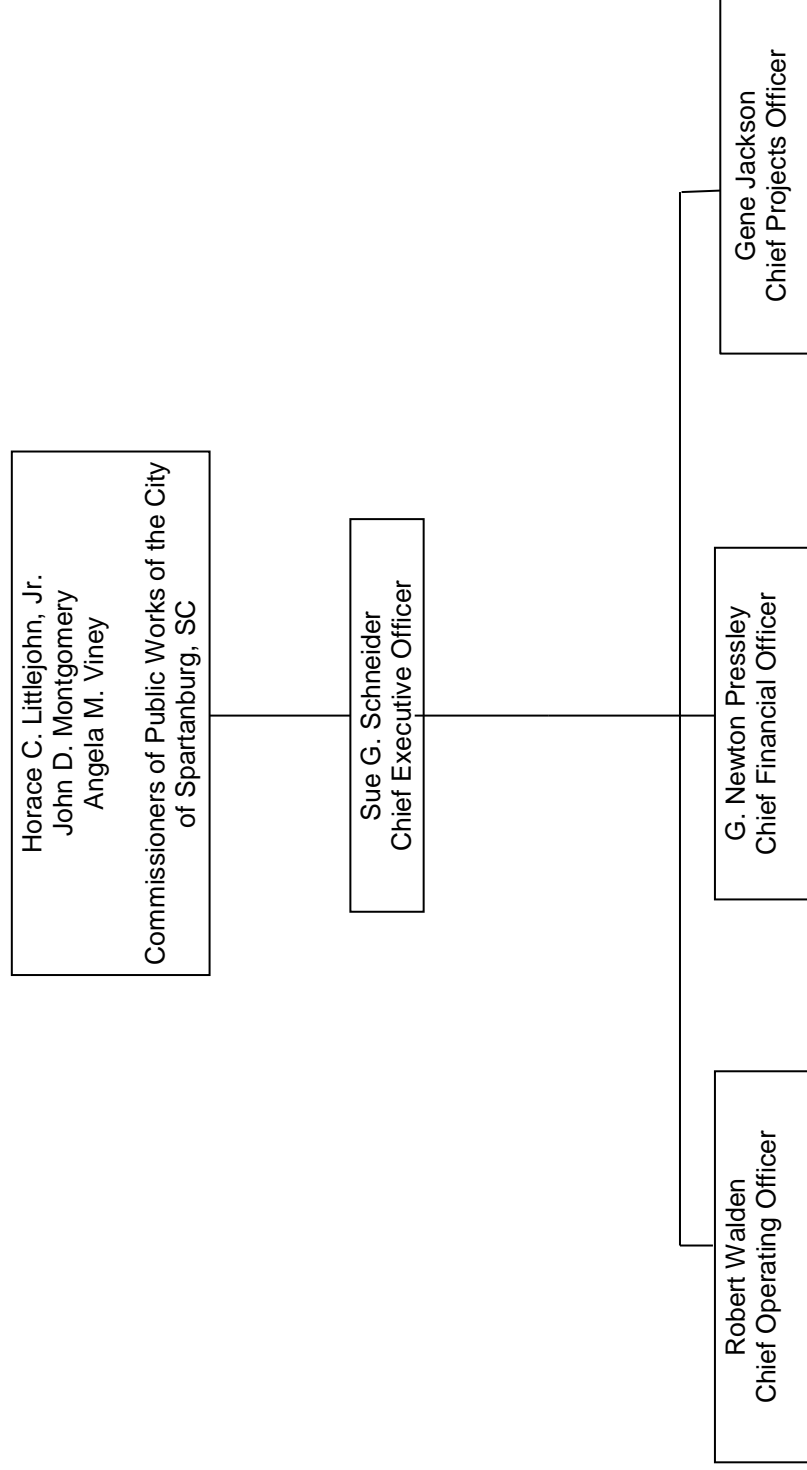 Horace C. Littlejohn, Jr.
John D. Montgomery
Angela M. Viney
Commissioners of Public Works of the City
of Spartanburg, SC
Sue G. Schneider
Chief Executive Officer
Robert Walden
Chief Operating Officer
G. Newton Pressley
Chief Financial Officer
Gene Jackson
Chief Projects Officer